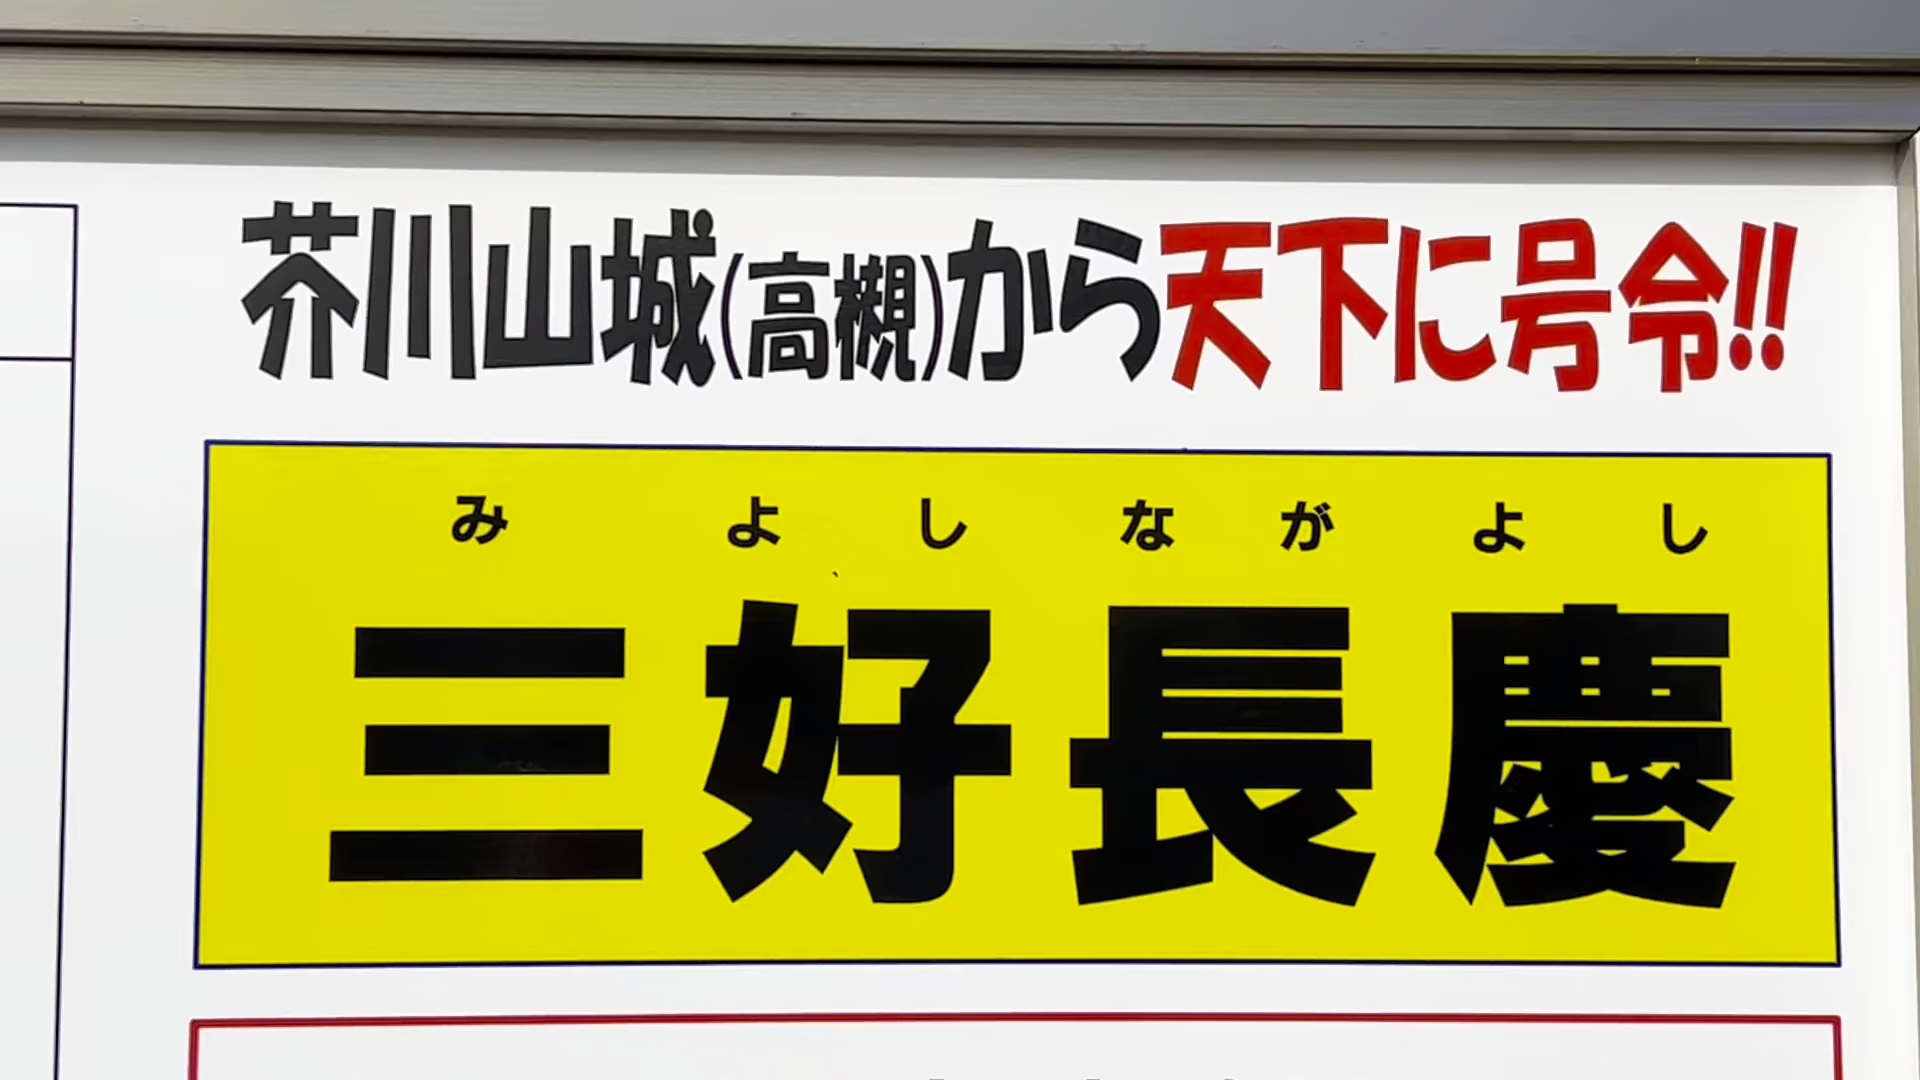 芥川山城(高槻)から天下に号令!!
みよしながよし
三好長慶